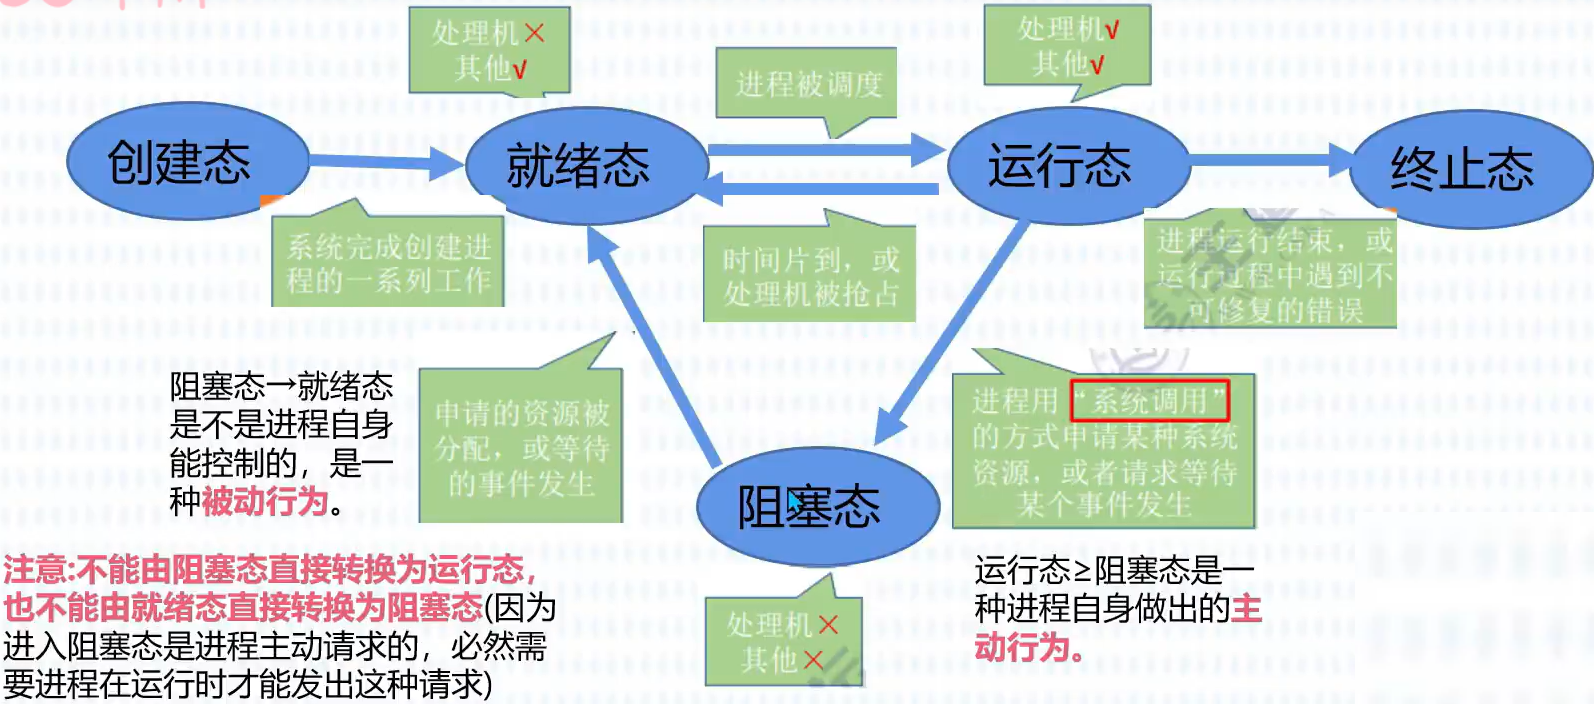 处理机×
其他√
进程被调度
处理机√
其他√
创建态
就绪态
运行态
终止态
系统完成创建进
程的一系列工作
时间片到，或
处理机被抢占
进程运行结束，或
运行过程中遇到不
可修复的错误
阻塞态→就绪态
是不是进程自身
能控制的，是一
种被动行为。
申请的资源被
分配，或等待
的事件发生
进程用“系统调用”
的方式申请某种系统
资源，或者请求等待
某个事件发生
阻塞态
注意:不能由阻塞态直接转换为运行态，
也不能由就绪态直接转换为阻塞态(因为
进入阻塞态是进程主动请求的，必然需
要进程在运行时才能发出这种请求)
处理机×
其他×
运行态≥阻塞态是一
种进程自身做出的主
动行为。